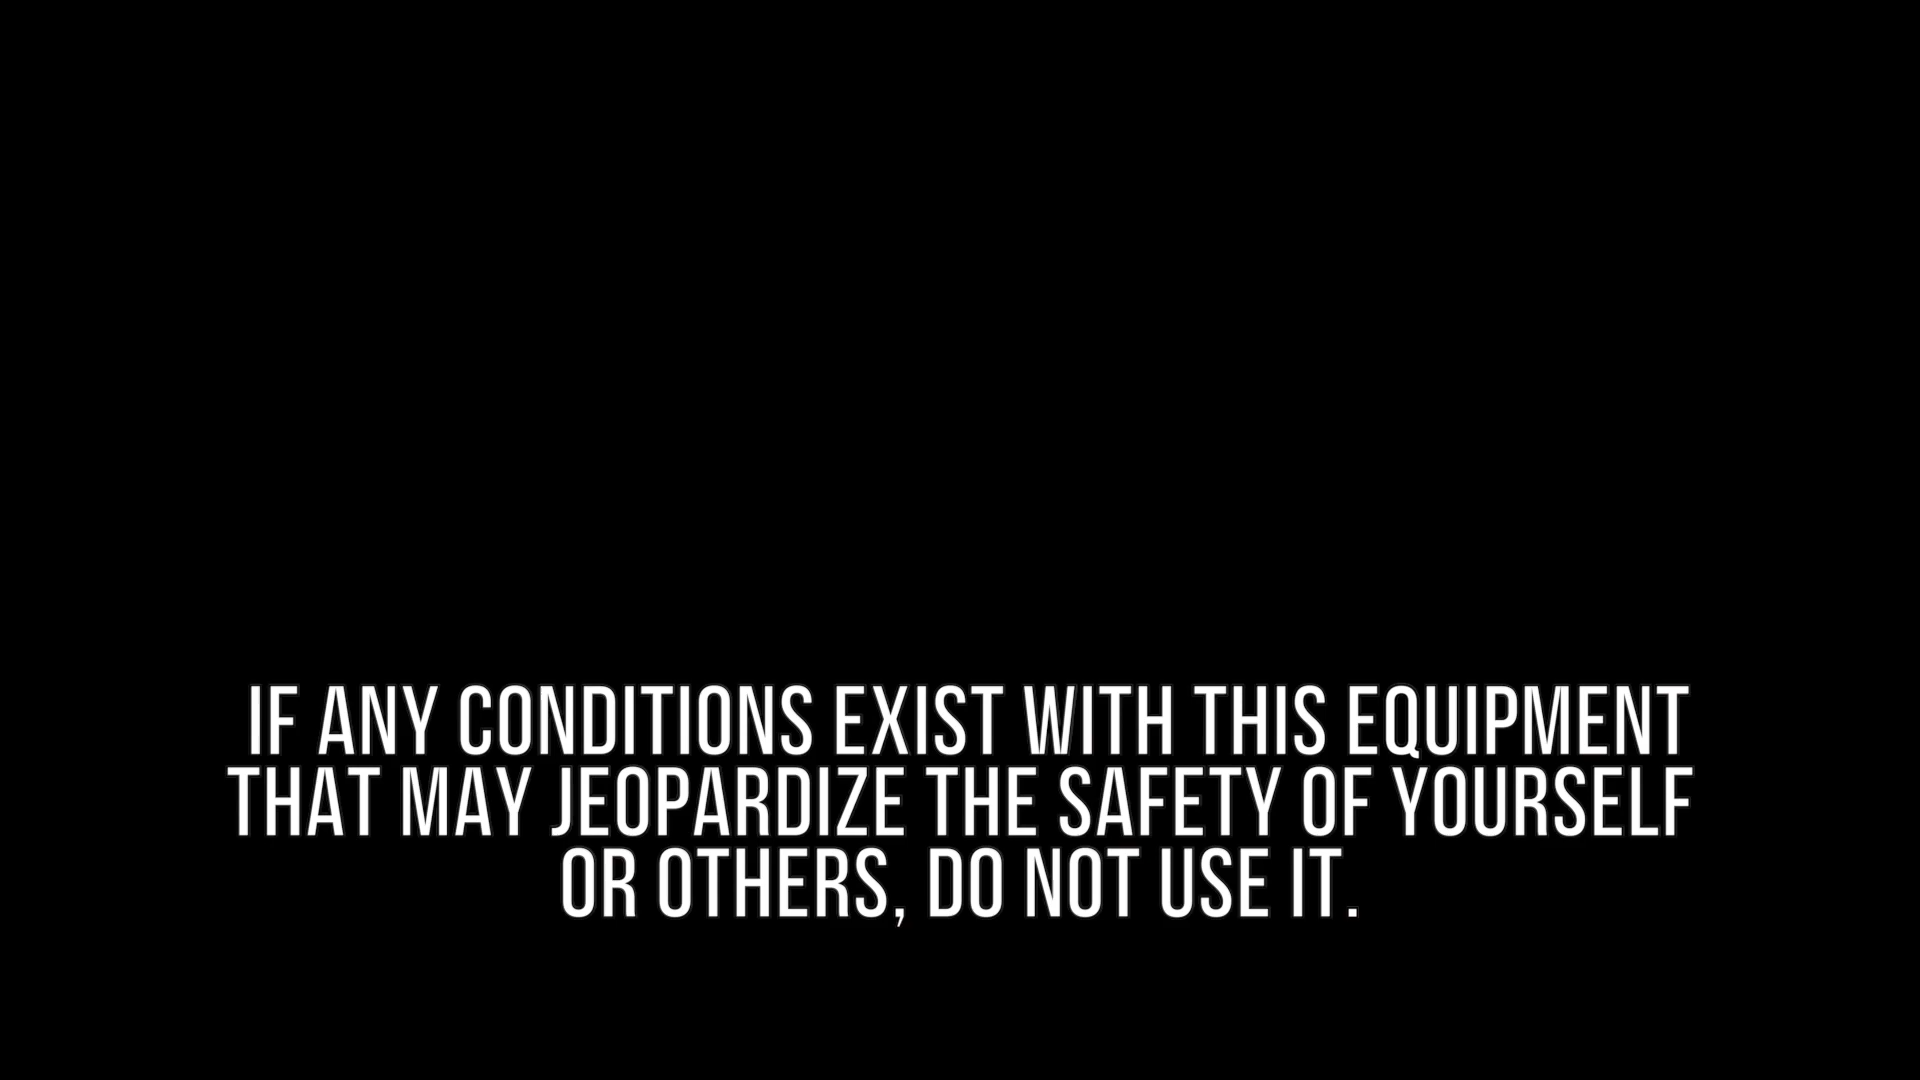 IF ANY CONDITIONS EXIST WITH THIS EQUIPMENT
THAT MAY JEOPARDIZE THE SAFETY OF YOURSELF
OR OTHERS, DO NOT USE IT.